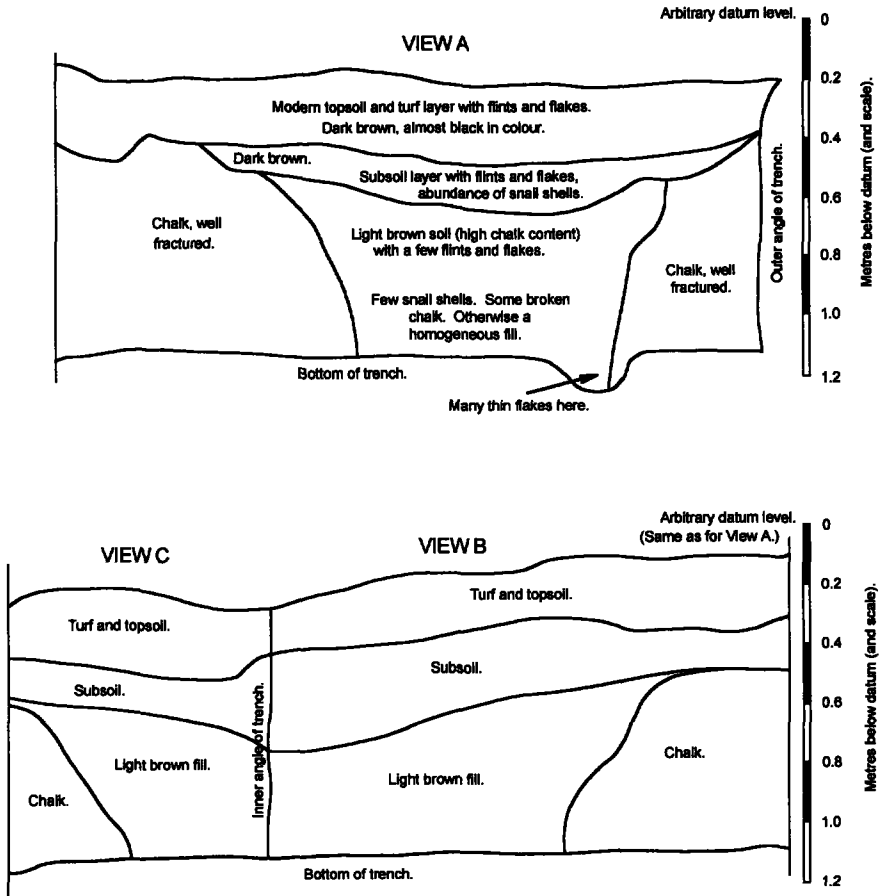 Arbitrary datum level.
0
VIEW A
0.2
Modern topsoil and turf layer with flints and flakes.
Dark brown, almost black in colour.
0.4
Dark brown.
Subsoil layer with flints and flakes,
abundance of snail shells.
0.6
Chalk, well
fractured.
Light brown soil (high chalk content)
with a few flints and flakes.
0.8
Chalk, well
fractured.
Few snail shells. Some broken
chalk. Otherwise a
homogeneous fill.
1.0
Bottom of trench.
1.2
Many thin flakes here.
Outer angle of trench.
Metres below datum (and scale).
Arbitrary datum level.
(Same as for View A.)
0
VIEW C
VIEW B
0.2
Turf and topsoil.
Turf and topsoil.
0.4
Subsoil.
Subsoil.
0.6
Inner angle of trench.
Light brown fill.
Light brown fill.
Chalk.
Chalk.
0.8
1.0
Bottom of trench.
1.2
Metres below datum (and scale).